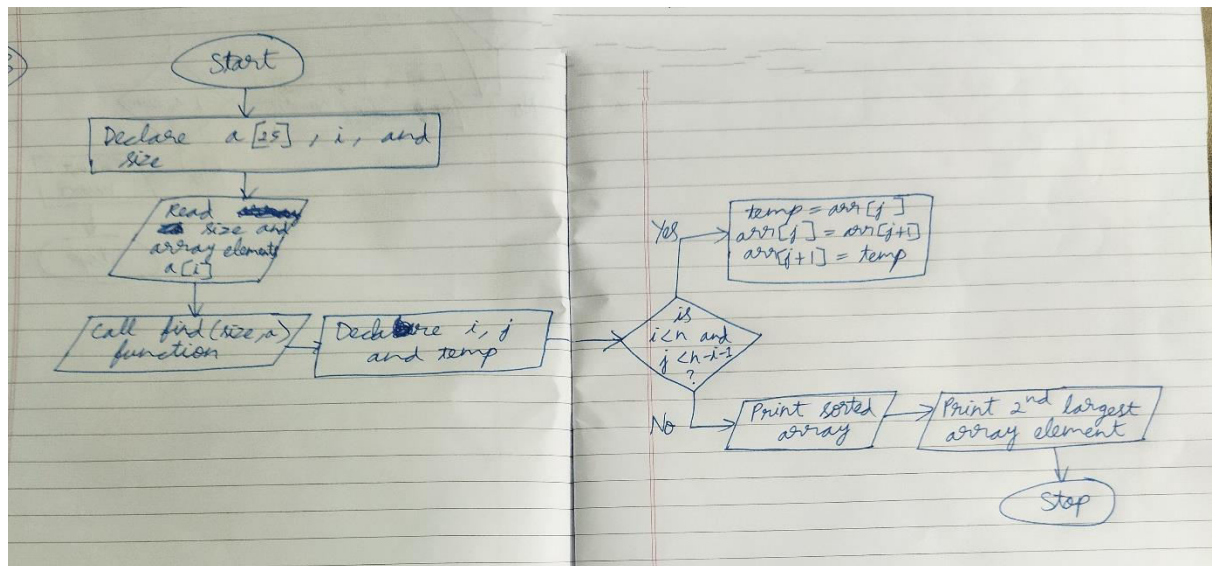 Start
Declare a[25], i, and
size
Read
size and
array elements
a[i]
Call find(size,a)
function
Declare i, j
and temp
is
i<n and
j<n-i-1
?
Yes
temp = arr[j]
arr[j] = arr[j+1]
arr[j+1] = temp
No
Print sorted
array
Print 2nd largest
array element
Stop